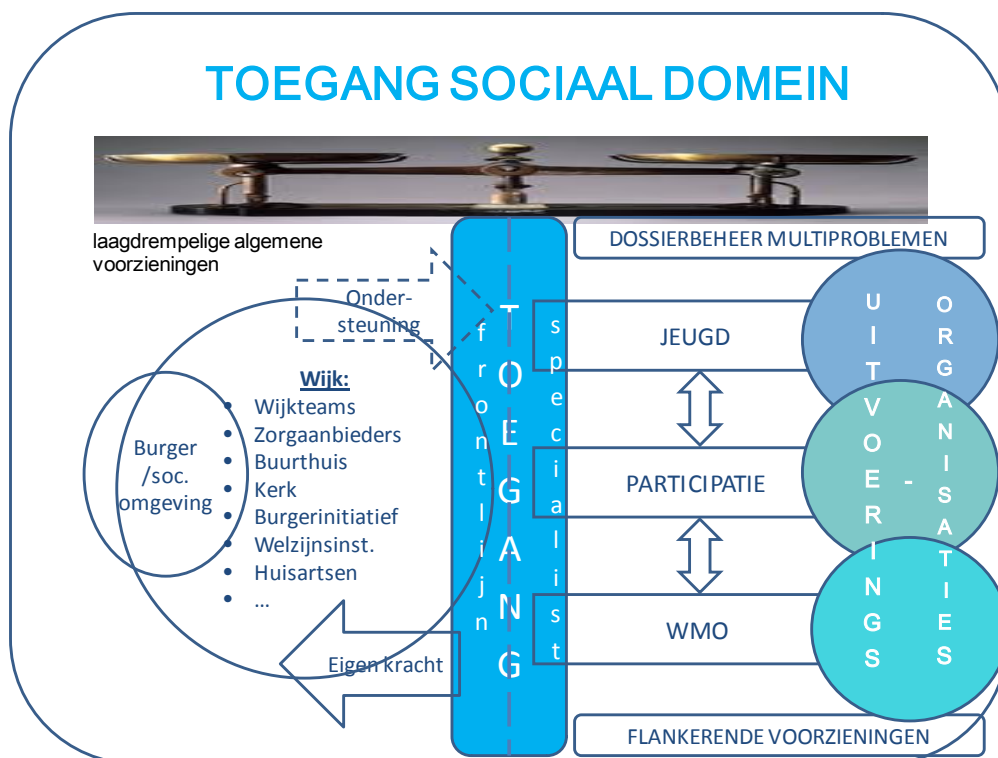 TOEGANG SOCIAAL DOMEIN
laagdrempelige algemene
voorzieningen
Onder-
steuning
Wijk:
• Wijkteams
• Zorgaanbieders
• Buurthuis
• Kerk
• Burgerinitiatief
• Welzijnsinst.
• Huisartsen
• ...
Burger
/soc.
omgeving
Eigen kracht
frontlijn
TOEGANG
specialist
DOSSIERBEHEER MULTIPROBLEMEN
JEUGD
PARTICIPATIE
WMO
FLANKERENDE VOORZIENINGEN
UITVOERINGS
-
ORGANISATIES